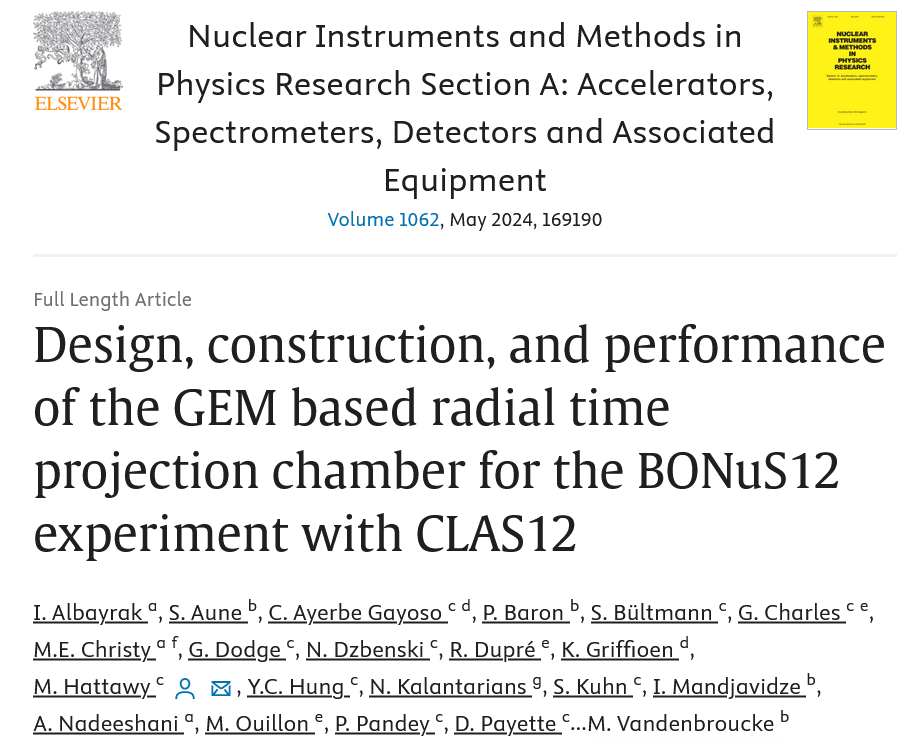 ELSEVIER
Nuclear Instruments and Methods in
Physics Research Section A: Accelerators,
Spectrometers, Detectors and Associated
Equipment
Volume 1062, May 2024, 169190
NUCLEAR
INSTRUMENTS
& METHODS
IN
PHYSICS
RESEARCH
Full Length Article
Design, construction, and performance
of the GEM based radial time
projection chamber for the BONuS12
experiment with CLAS12
I. Albayrak a, S. Aune b, C. Ayerbe Gayoso c d, P. Baron b, S. Bültmann c, G. Charles c e,
M.E. Christy a f, G. Dodge c, N. Dzbenski c, R. Dupré e, K. Griffioen d,
M. Hattawy c, Y.C. Hung c, N. Kalantarians g, S. Kuhn c, I. Mandjavidze b,
A. Nadeeshani a, M. Ouillon e, P. Pandey c, D. Payette c…M. Vandenbroucke b